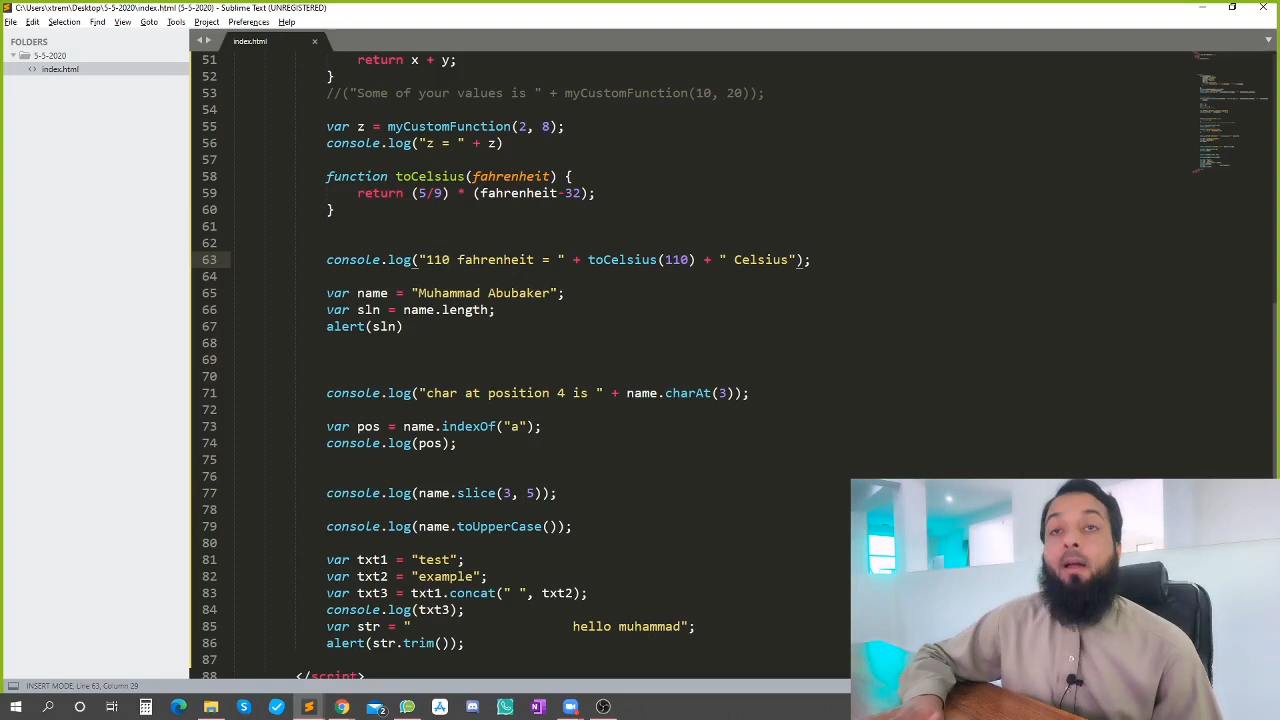 C:\Users\xtrem\Desktop\5-5-2020\index.html (5-5-2020) - Sublime Text (UNREGISTERED)
File Edit Selection Find View Goto Tools Project Preferences Help
FOLDERS
5-5-2020
index.html
index.html
51 return x + y;
52 }
53 //("Some of your values is " + myCustomFunction(10, 20));
54
55 var z = myCustomFunction(2, 8);
56 console.log("z = " + z)
57
58 function toCelsius(fahrenheit) {
59 return (5/9) * (fahrenheit-32);
60 }
61
62
63 console.log("110 fahrenheit = " + toCelsius(110) + " Celsius");
64
65 var name = "Muhammad Abubaker";
66 var sln = name.length;
67 alert(sln)
68
69
70
71 console.log("char at position 4 is " + name.charAt(3));
72
73 var pos = name.indexOf("a");
74 console.log(pos);
75
76
77 console.log(name.slice(3, 5));
78
79 console.log(name.toUpperCase());
80
81 var txt1 = "test";
82 var txt2 = "example";
83 var txt3 = txt1.concat(" ", txt2);
84 console.log(txt3);
85 var str = "                     hello muhammad";
86 alert(str.trim());
87
88 </script>
INSERT MODE, Line 63, Column 29